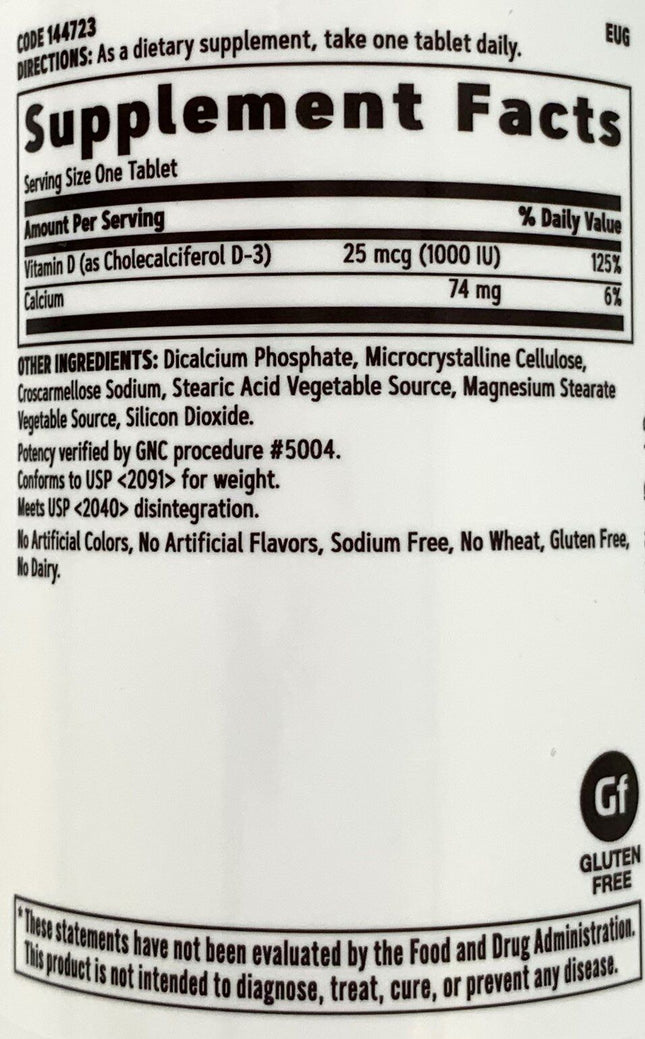 CODE 144723
EUG
DIRECTIONS: As a dietary supplement, take one tablet daily.
Supplement Facts
Serving Size One Tablet
Amount Per Serving % Daily Value
Vitamin D (as Cholecalciferol D-3) 25 mcg (1000 IU) 125%
Calcium 74 mg 6%
OTHER INGREDIENTS: Dicalcium Phosphate, Microcrystalline Cellulose,
Croscarmellose Sodium, Stearic Acid Vegetable Source, Magnesium Stearate
Vegetable Source, Silicon Dioxide.
Potency verified by GNC procedure #5004.
Conforms to USP <2091> for weight.
Meets USP <2040> disintegration.
No Artificial Colors, No Artificial Flavors, Sodium Free, No Wheat, Gluten Free,
No Dairy.
Gf
GLUTEN
FREE
*These statements have not been evaluated by the Food and Drug Administration.
This product is not intended to diagnose, treat, cure, or prevent any disease.